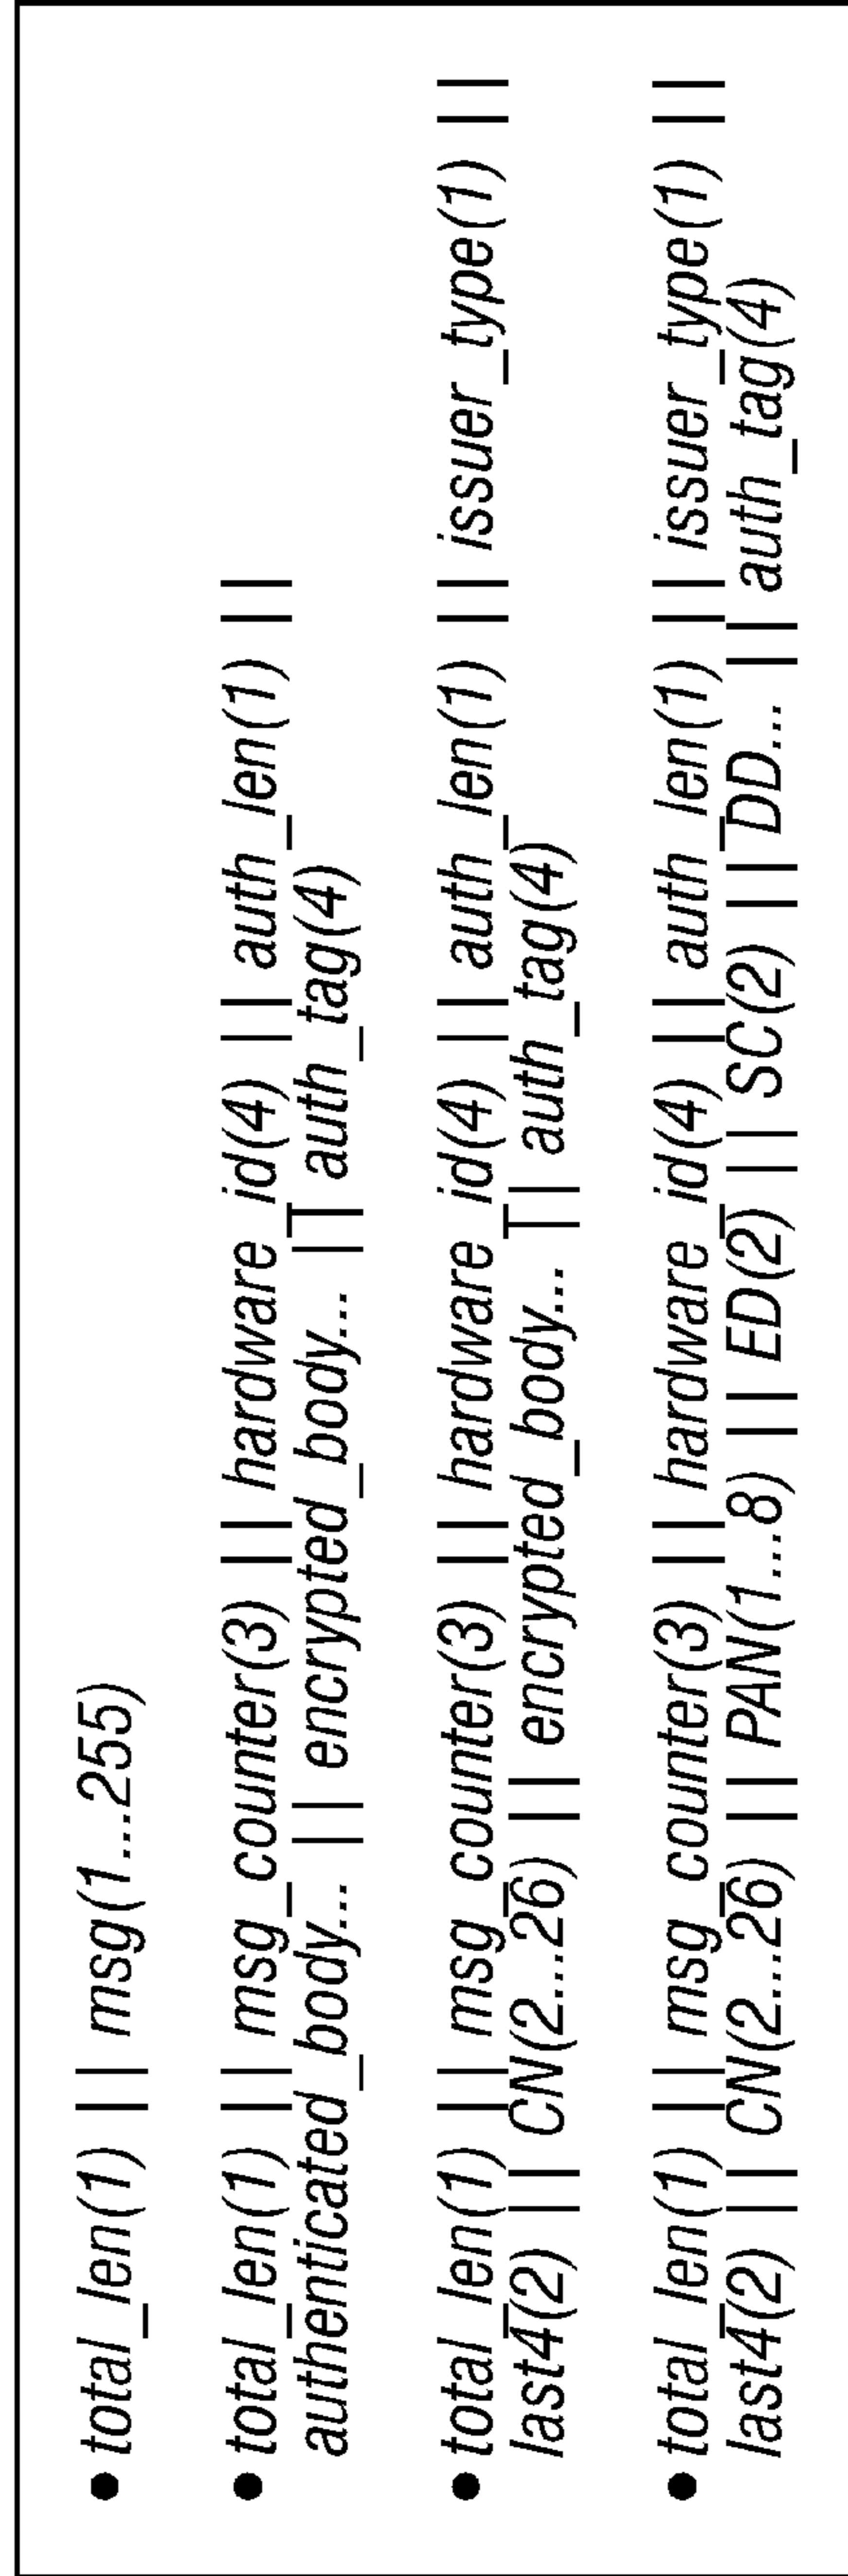 • total_len(1) || msg(1...255)
• total_len(1) || msg_counter(3) || hardware_id(4) || auth_len(1) ||
authenticated_body... || encrypted_body... || auth_tag(4)
• total_len(1) || msg_counter(3) || hardware_id(4) || auth_len(1) || issuer_type(1) ||
last4(2) || CN(2...26) || encrypted_body... || auth_tag(4)
• total_len(1) || msg_counter(3) || hardware_id(4) || auth_len(1) || issuer_type(1) ||
last4(2) || CN(2...26) || PAN(1...8) || ED(2) || SC(2) || DD... || auth_tag(4)